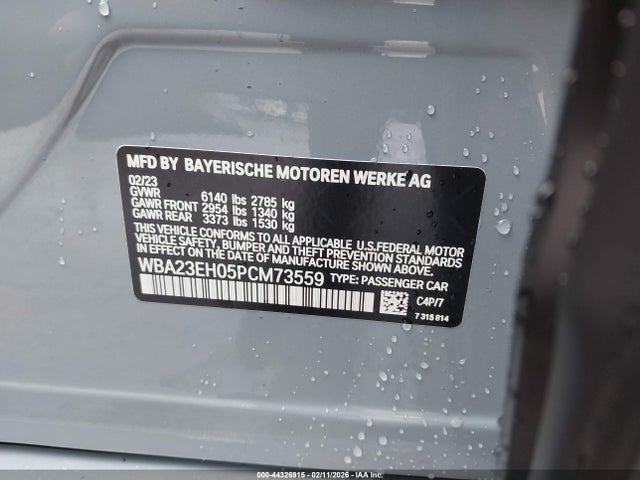 MFD BY BAYERISCHE MOTOREN WERKE AG
02/23
GVWR 6140 lbs 2785 kg
GAWR FRONT 2954 lbs 1340 kg
GAWR REAR 3373 lbs 1530 kg
THIS VEHICLE CONFORMS TO ALL APPLICABLE U.S.FEDERAL MOTOR
VEHICLE SAFETY, BUMPER AND THEFT PREVENTION STANDARDS
IN EFFECT ON THE DATE OF MANUFACTURE SHOWN ABOVE.
WBA23EH05PCM73559 TYPE: PASSENGER CAR
C4P/7
7 315 814
000-44326915 - 02/11/2026 - IAA Inc.